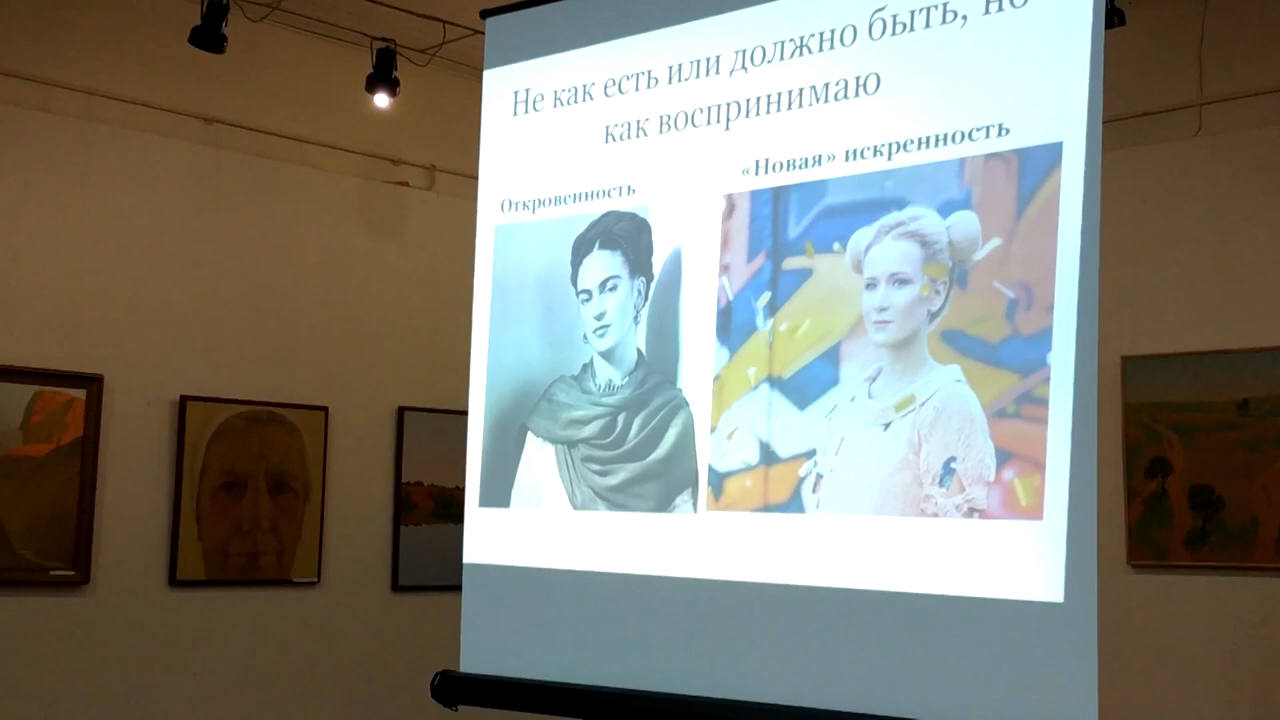 Не как есть или должно быть, но
как воспринимаю
«Новая» искренность
Откровенность